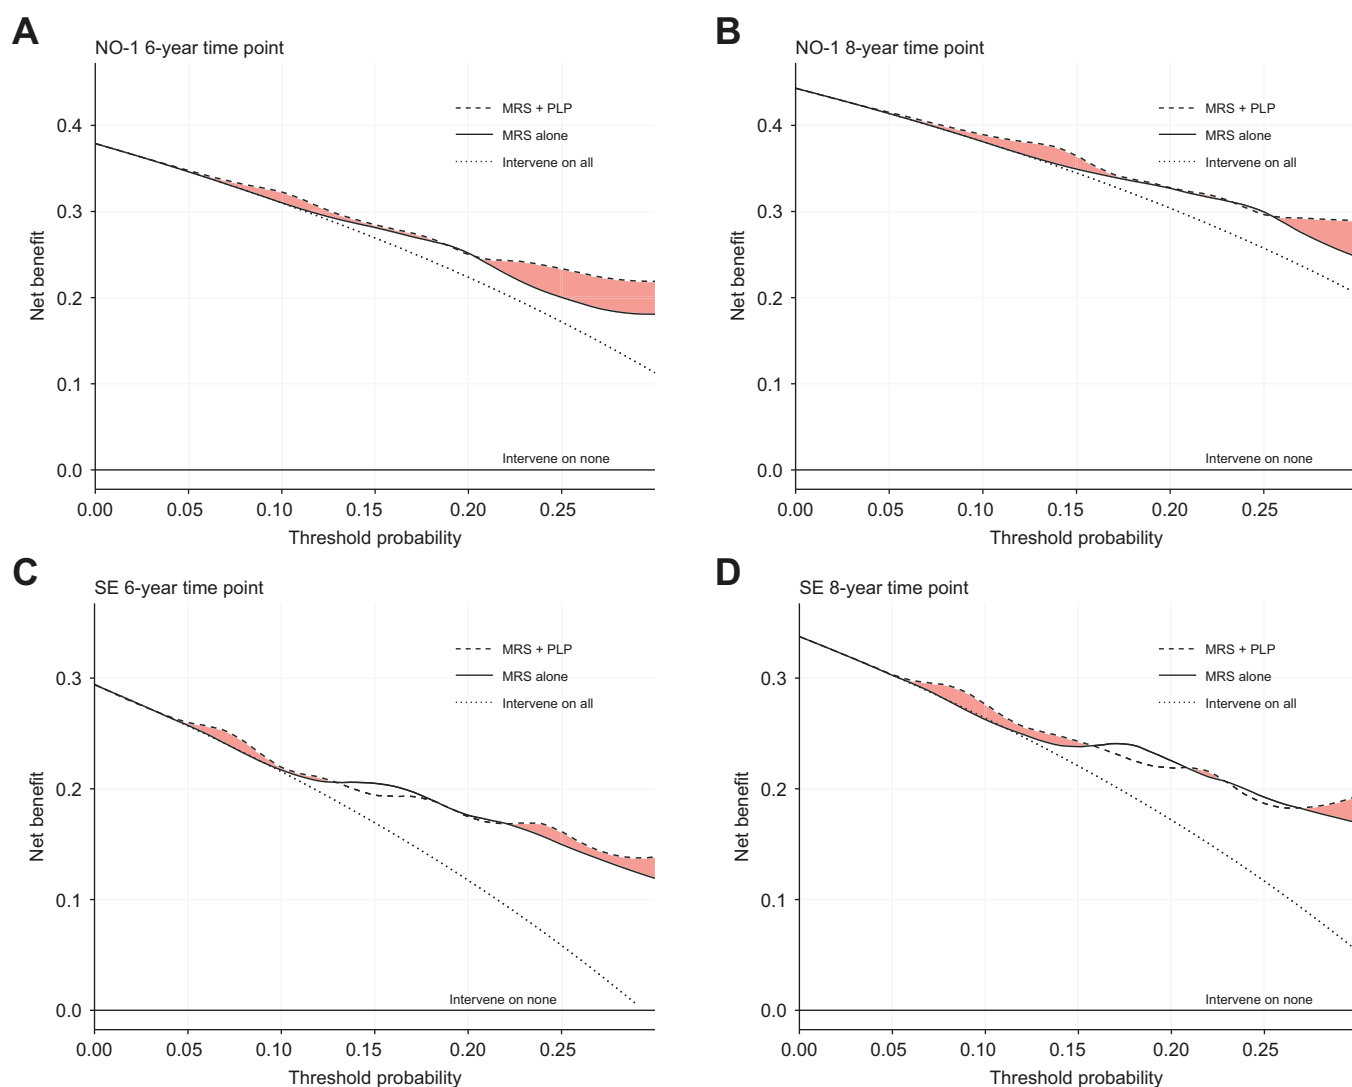 A
NO-1 6-year time point
MRS + PLP
MRS alone
Intervene on all
0.4
0.3
0.2
0.1
0.0
Net benefit
Intervene on none
0.00 0.05 0.10 0.15 0.20 0.25
Threshold probability
B
NO-1 8-year time point
MRS + PLP
MRS alone
Intervene on all
0.4
0.3
0.2
0.1
0.0
Net benefit
Intervene on none
0.00 0.05 0.10 0.15 0.20 0.25
Threshold probability
C
SE 6-year time point
MRS + PLP
MRS alone
Intervene on all
0.3
0.2
0.1
0.0
Net benefit
Intervene on none
0.00 0.05 0.10 0.15 0.20 0.25
Threshold probability
D
SE 8-year time point
MRS + PLP
MRS alone
Intervene on all
0.3
0.2
0.1
0.0
Net benefit
Intervene on none
0.00 0.05 0.10 0.15 0.20 0.25
Threshold probability